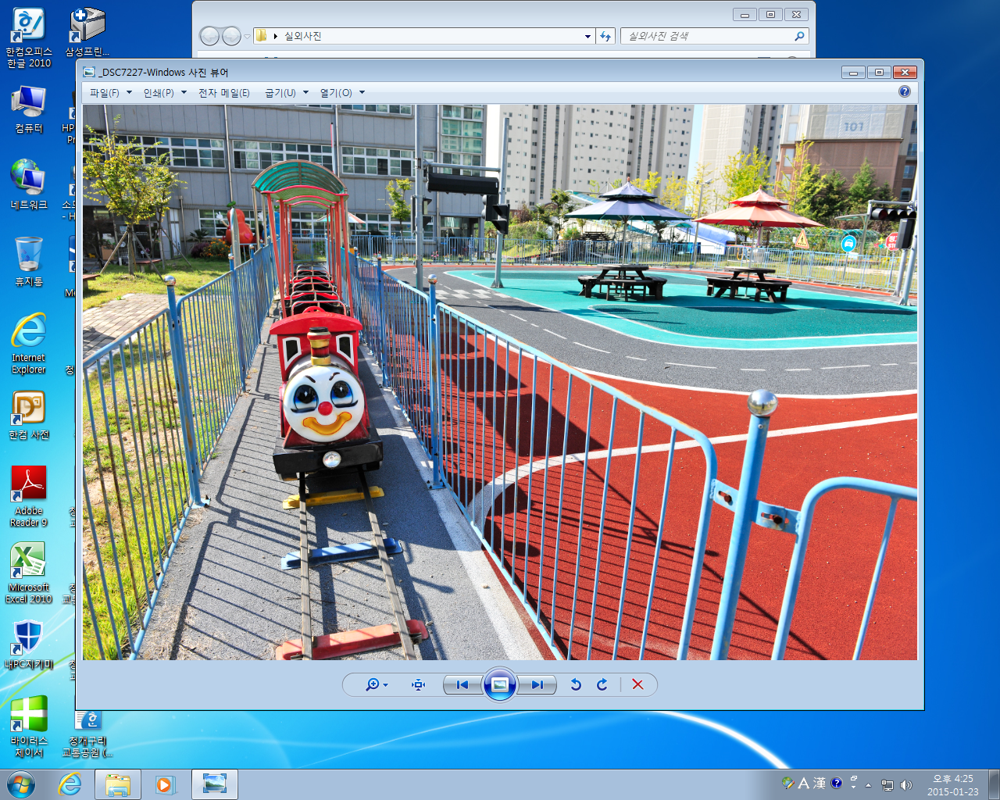 실외사진
실외사진 검색
_DSC7227-Windows 사진 뷰어
파일(F)
인쇄(P)
전자 메일(E)
굽기(U)
열기(O)
101
한컴오피스
한글 2010
삼성프린...
컴퓨터
HP
네트워크
휴지통
Internet
Explorer
한컴 사전
Adobe
Reader 9
Microsoft
Excel 2010
내PC지키미
바이러스
체이서
청개구리
교통공원 (...
A 漢
오후 4:25
2015-01-23